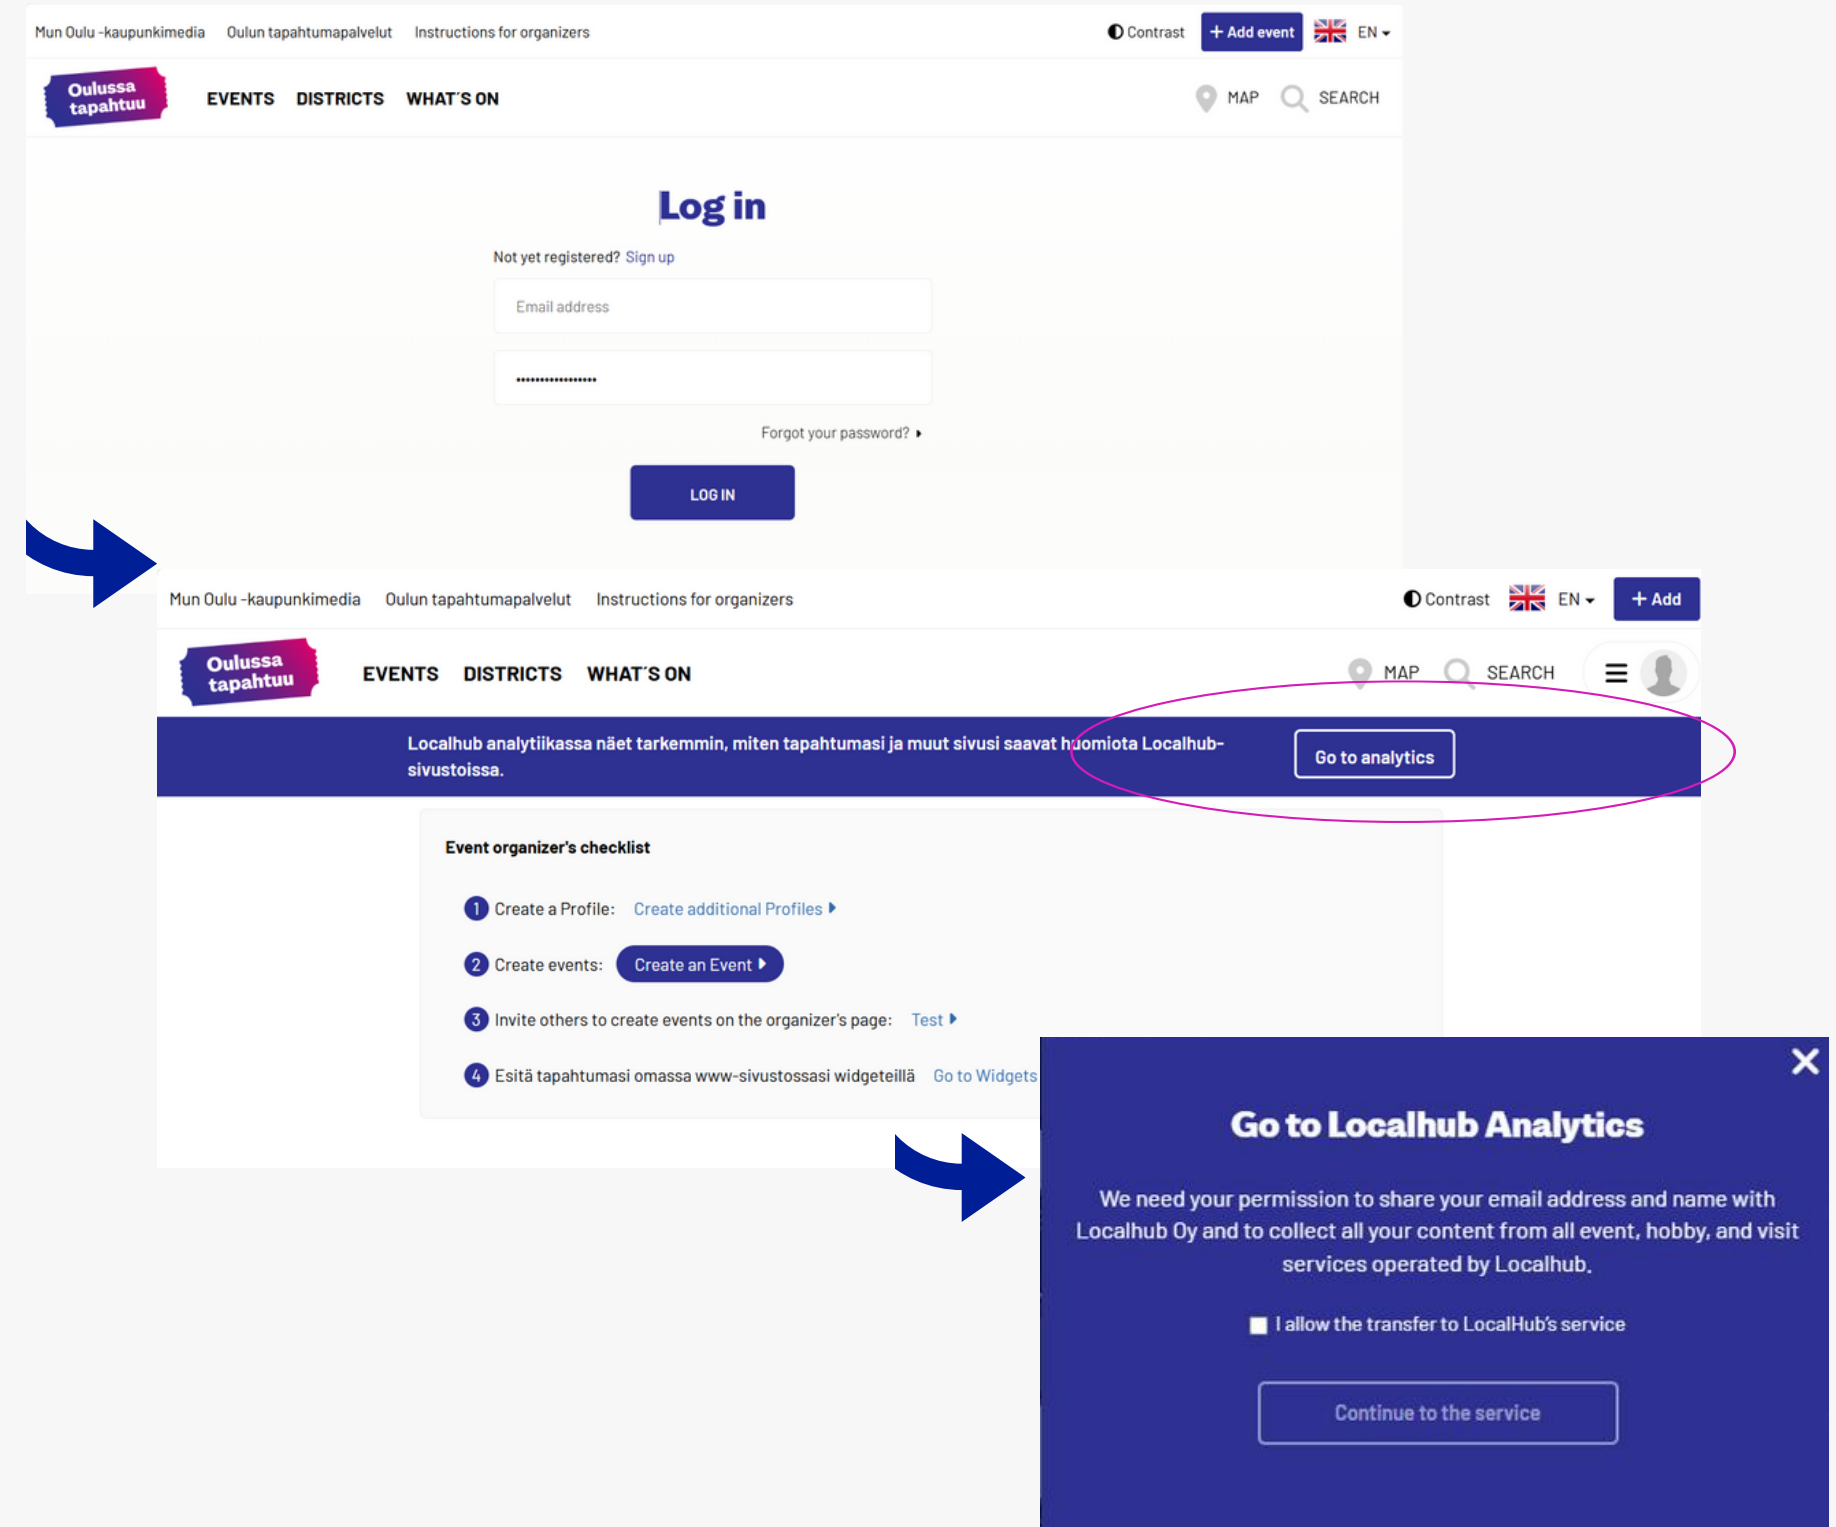 Mun Oulu -kaupunkimedia Oulun tapahtumapalvelut Instructions for organizers Contrast + Add event EN
Oulussa
tapahtuu
EVENTS DISTRICTS WHAT´S ON MAP SEARCH
Log in
Not yet registered? Sign up
Email address
•••••••••••••••••
Forgot your password?
LOG IN
Mun Oulu -kaupunkimedia Oulun tapahtumapalvelut Instructions for organizers Contrast EN + Add
Oulussa
tapahtuu
EVENTS DISTRICTS WHAT´S ON MAP SEARCH
Localhub analytiikassa näet tarkemmin, miten tapahtumasi ja muut sivusi saavat huomiota Localhub-
sivustoissa.
Go to analytics
Event organizer's checklist
1 Create a Profile: Create additional Profiles
2 Create events: Create an Event
3 Invite others to create events on the organizer's page: Test
4 Esitä tapahtumasi omassa www-sivustossasi widgeteillä Go to Widgets
Go to Localhub Analytics
We need your permission to share your email address and name with
Localhub Oy and to collect all your content from all event, hobby, and visit
services operated by Localhub.
I allow the transfer to LocalHub's service
Continue to the service